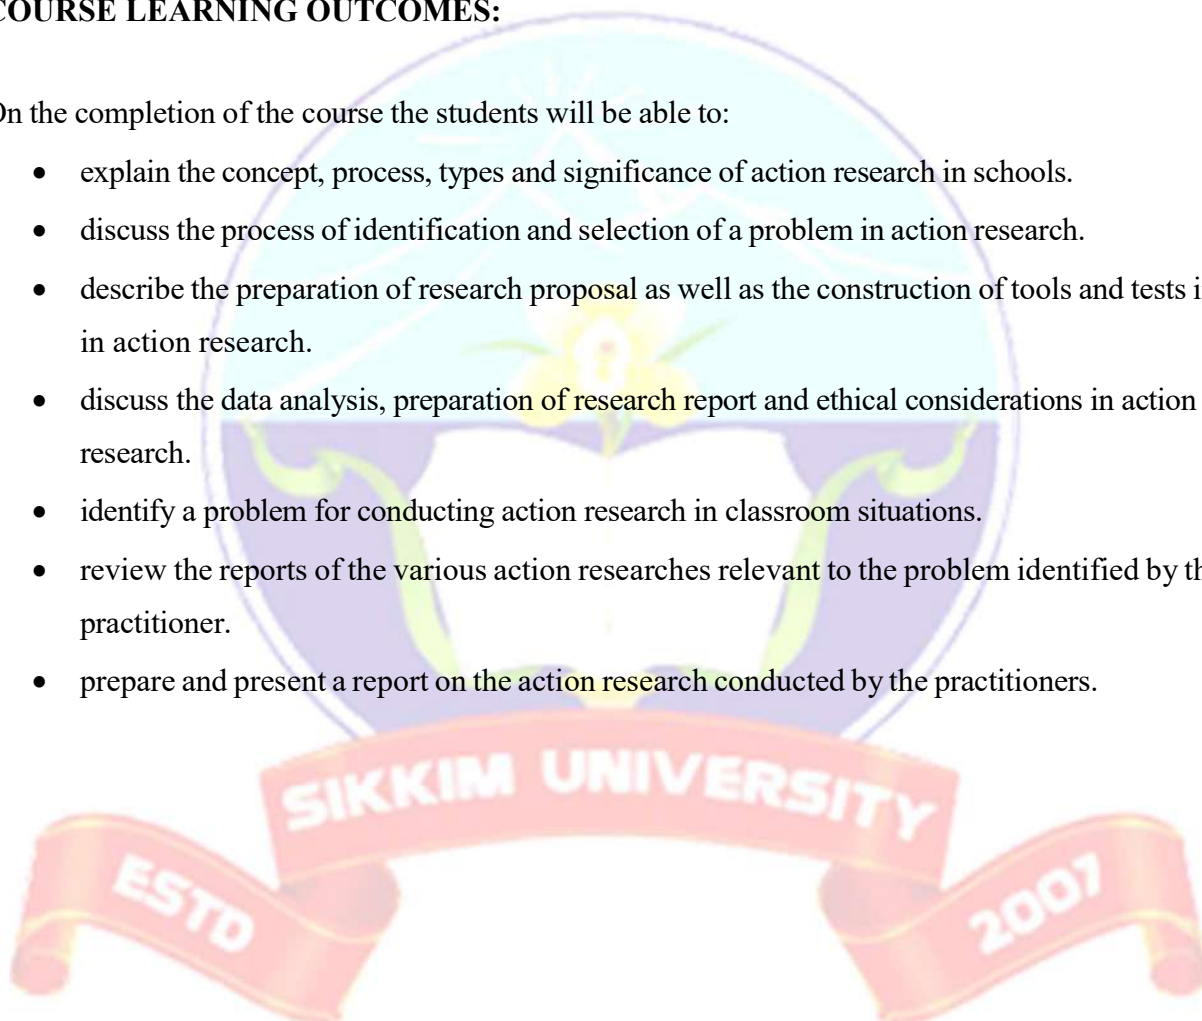 COURSE LEARNING OUTCOMES:
On the completion of the course the students will be able to:
• explain the concept, process, types and significance of action research in schools.
• discuss the process of identification and selection of a problem in action research.
• describe the preparation of research proposal as well as the construction of tools and tests i
in action research.
• discuss the data analysis, preparation of research report and ethical considerations in action
research.
• identify a problem for conducting action research in classroom situations.
• review the reports of the various action researches relevant to the problem identified by th
practitioner.
• prepare and present a report on the action research conducted by the practitioners.
SIKKIM UNIVERSITY
ESTD 2007